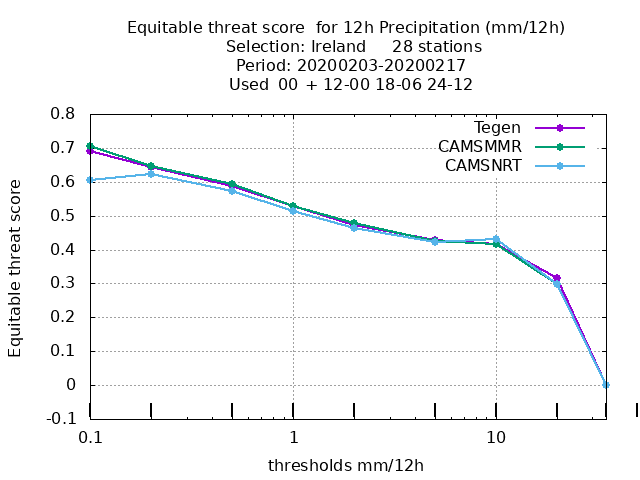 Equitable threat score  for 12h Precipitation (mm/12h)
Selection: Ireland     28 stations
Period: 20200203-20200217
Used  00 + 12-00 18-06 24-12
Tegen
CAMSMMR
CAMSNRT
Equitable threat score
0.8
0.7
0.6
0.5
0.4
0.3
0.2
0.1
0
-0.1
0.1 1 10
thresholds mm/12h